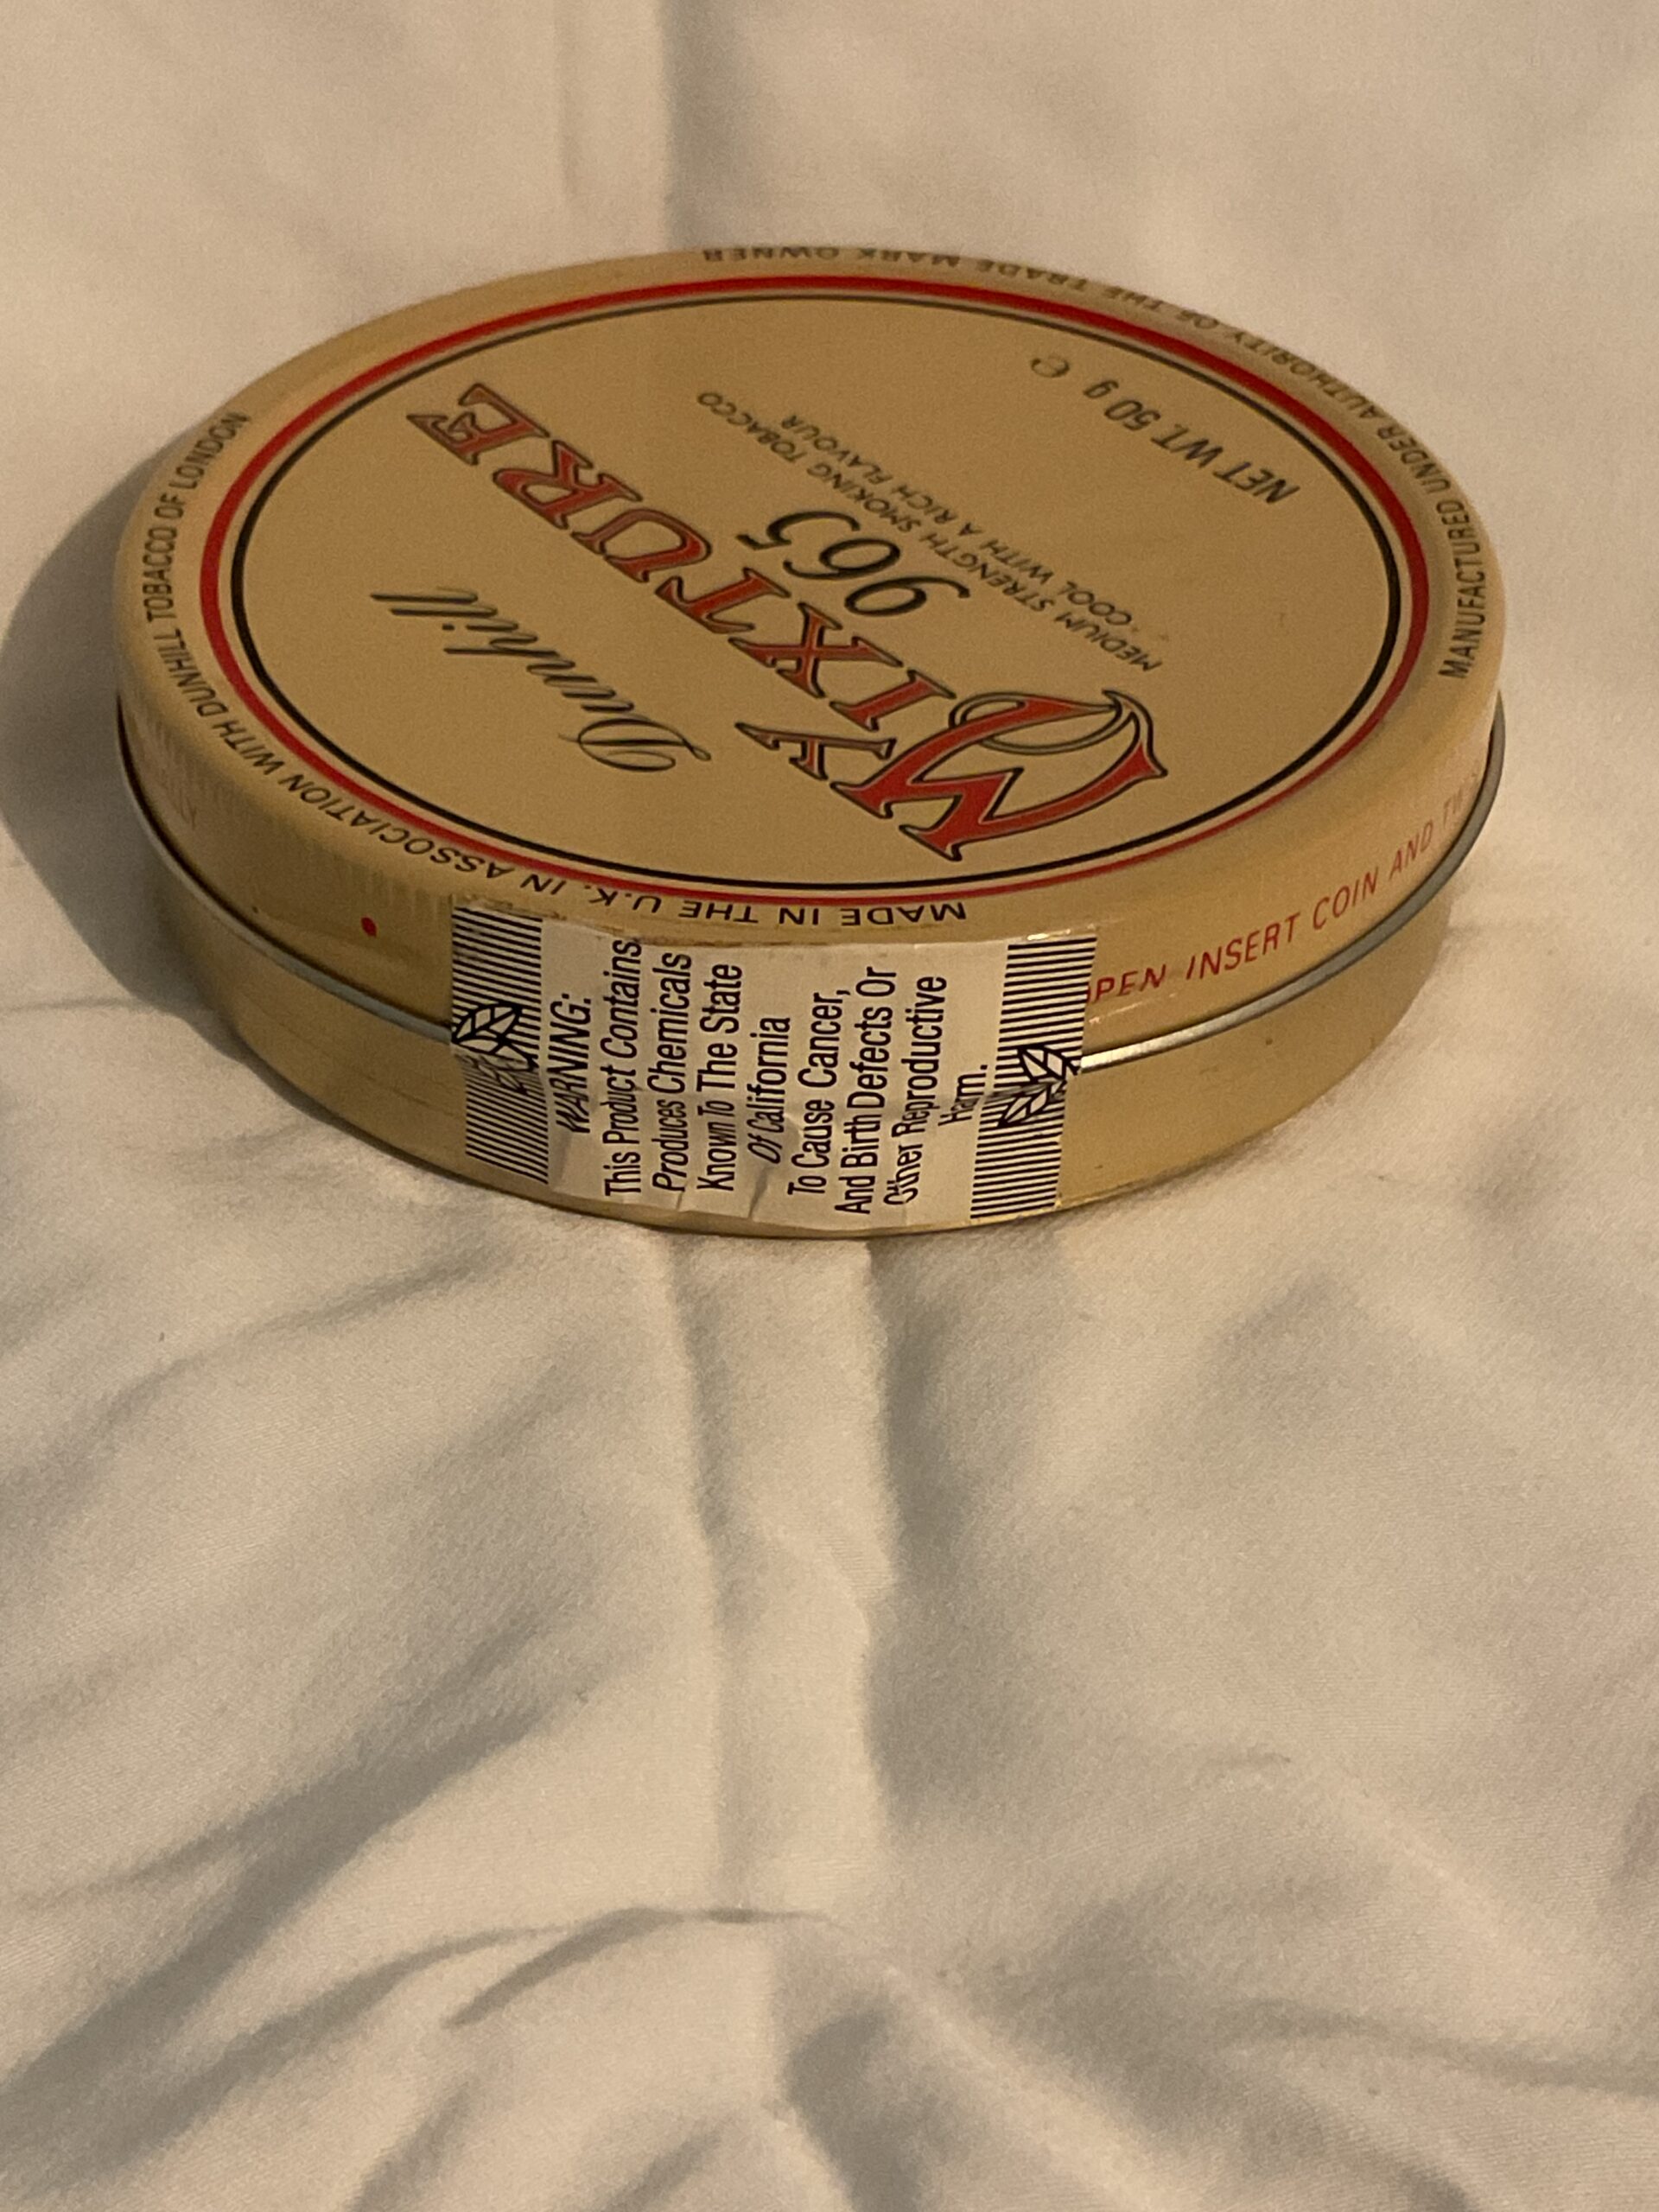 Dunhill
MY
MIXTURE
965
MEDIUM STRENGTH SMOKING TOBACCO
COOL WITH A RICH FLAVOUR
NET WT. 50 g e
MADE IN THE U.K. IN ASSOCIATION WITH DUNHILL TOBACCO OF LONDON
MANUFACTURED UNDER AUTHORITY OF THE TRADE MARK OWNER
INSERT COIN AND
WARNING:
This Product Contains
Produces Chemicals
Known To The State
Of California
To Cause Cancer,
And Birth Defects Or
Other Reproductive
Harm.